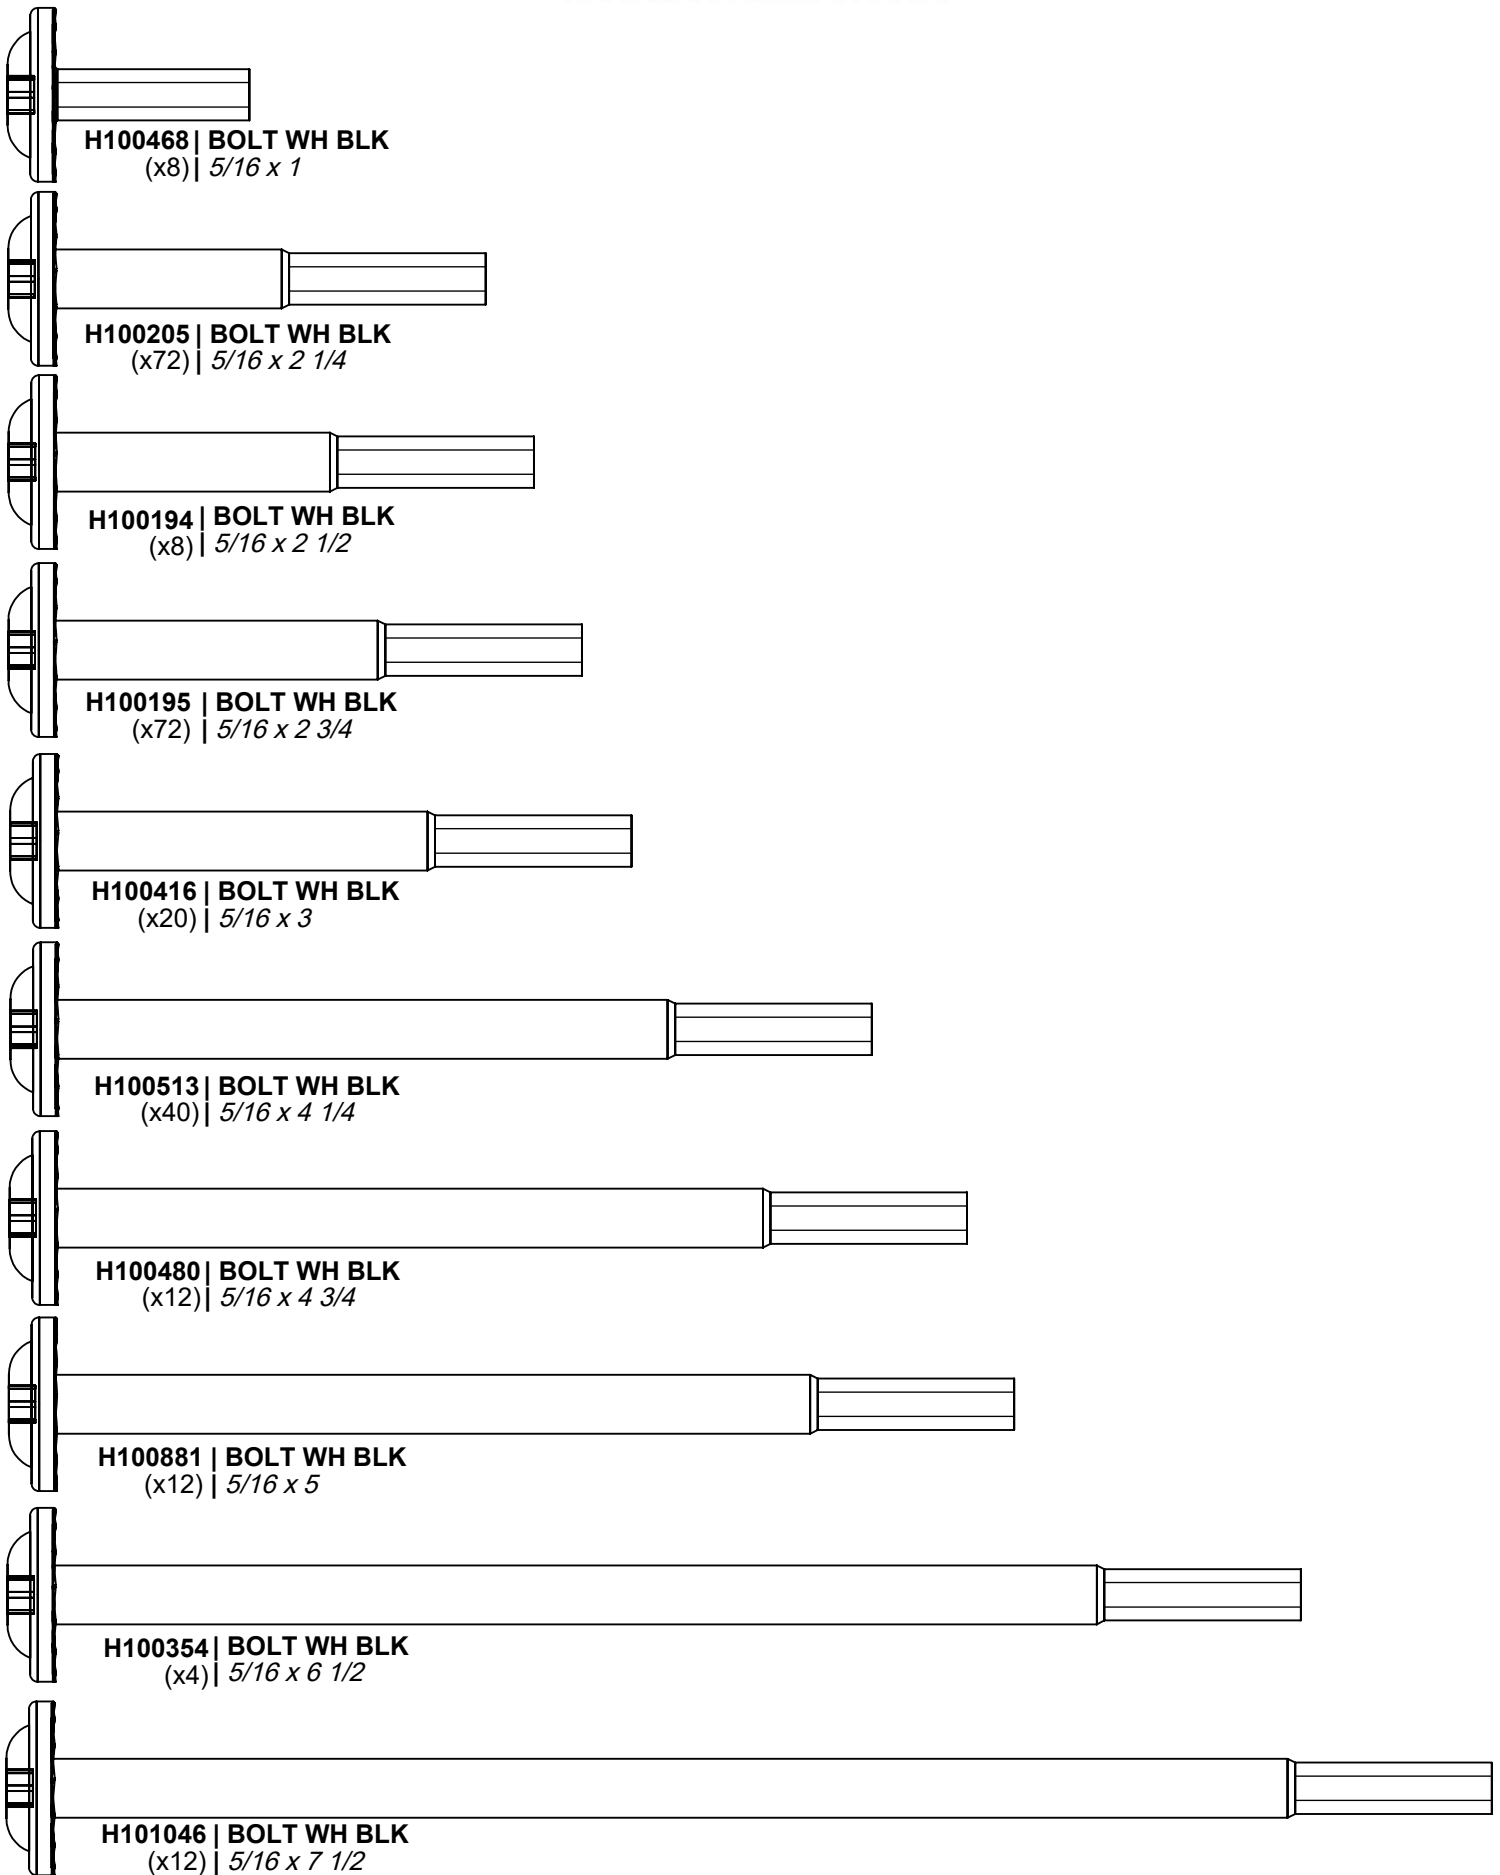 H100468 | BOLT WH BLK
(x8) | 5/16 x 1
H100205 | BOLT WH BLK
(x72) | 5/16 x 2 1/4
H100194 | BOLT WH BLK
(x8) | 5/16 x 2 1/2
H100195 | BOLT WH BLK
(x72) | 5/16 x 2 3/4
H100416 | BOLT WH BLK
(x20) | 5/16 x 3
H100513 | BOLT WH BLK
(x40) | 5/16 x 4 1/4
H100480 | BOLT WH BLK
(x12) | 5/16 x 4 3/4
H100881 | BOLT WH BLK
(x12) | 5/16 x 5
H100354 | BOLT WH BLK
(x4) | 5/16 x 6 1/2
H101046 | BOLT WH BLK
(x12) | 5/16 x 7 1/2